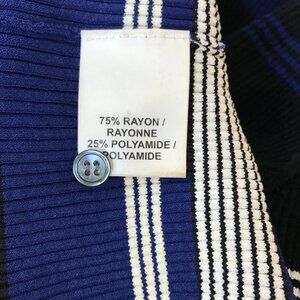 75% RAYON /
RAYONNE
25% POLYAMIDE /
POLYAMIDE